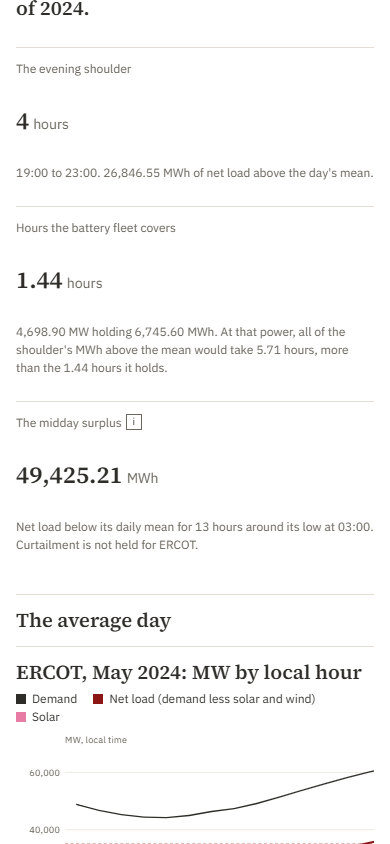 of 2024.
The evening shoulder
4 hours
19:00 to 23:00. 26,846.55 MWh of net load above the day's mean.
Hours the battery fleet covers
1.44 hours
4,698.90 MW holding 6,745.60 MWh. At that power, all of the
shoulder's MWh above the mean would take 5.71 hours, more
than the 1.44 hours it holds.
The midday surplus i
49,425.21 MWh
Net load below its daily mean for 13 hours around its low at 03:00.
Curtailment is not held for ERCOT.
The average day
ERCOT, May 2024: MW by local hour
Demand Net load (demand less solar and wind)
Solar
MW, local time
60,000
40,000